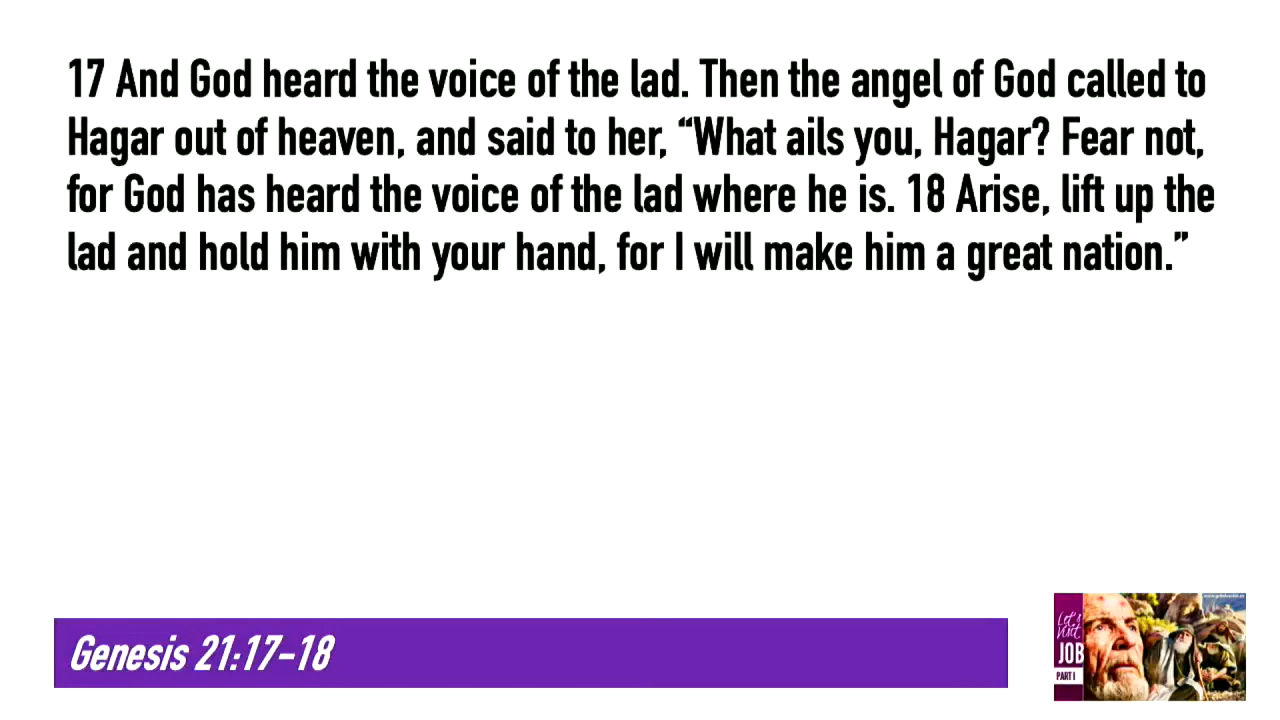 17 And God heard the voice of the lad. Then the angel of God called to
Hagar out of heaven, and said to her, “What ails you, Hagar? Fear not,
for God has heard the voice of the lad where he is. 18 Arise, lift up the
lad and hold him with your hand, for I will make him a great nation.”
Genesis 21:17-18
Let's
Visit
JOB
PART I